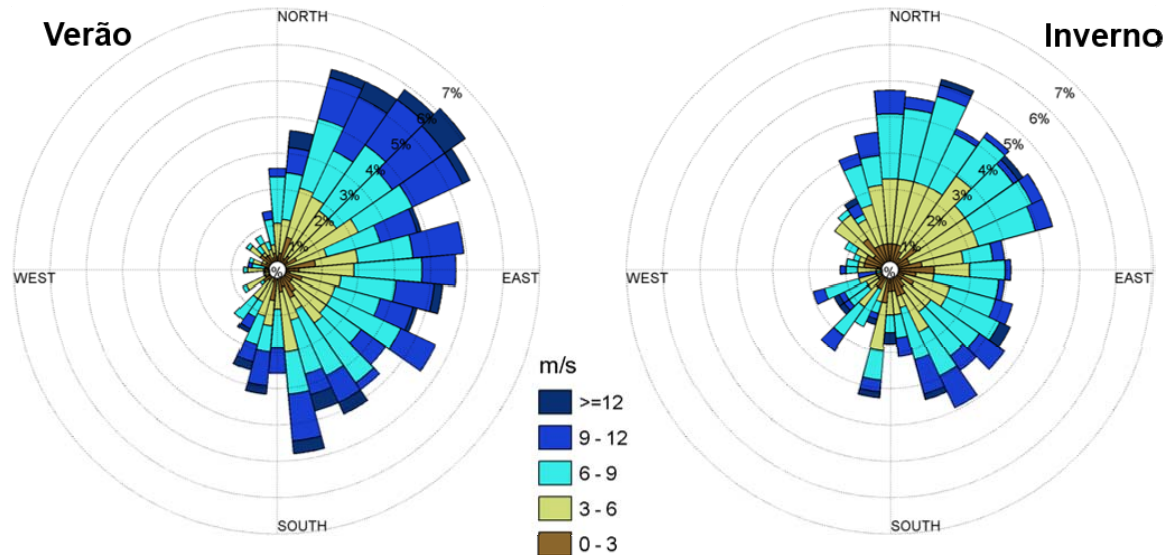 Verão
NORTH
7%
6%
5%
4%
3%
2%
1%
%
WEST
EAST
SOUTH
Inverno
NORTH
7%
6%
5%
4%
3%
2%
1%
%
WEST
EAST
SOUTH
m/s
>=12
9 - 12
6 - 9
3 - 6
0 - 3